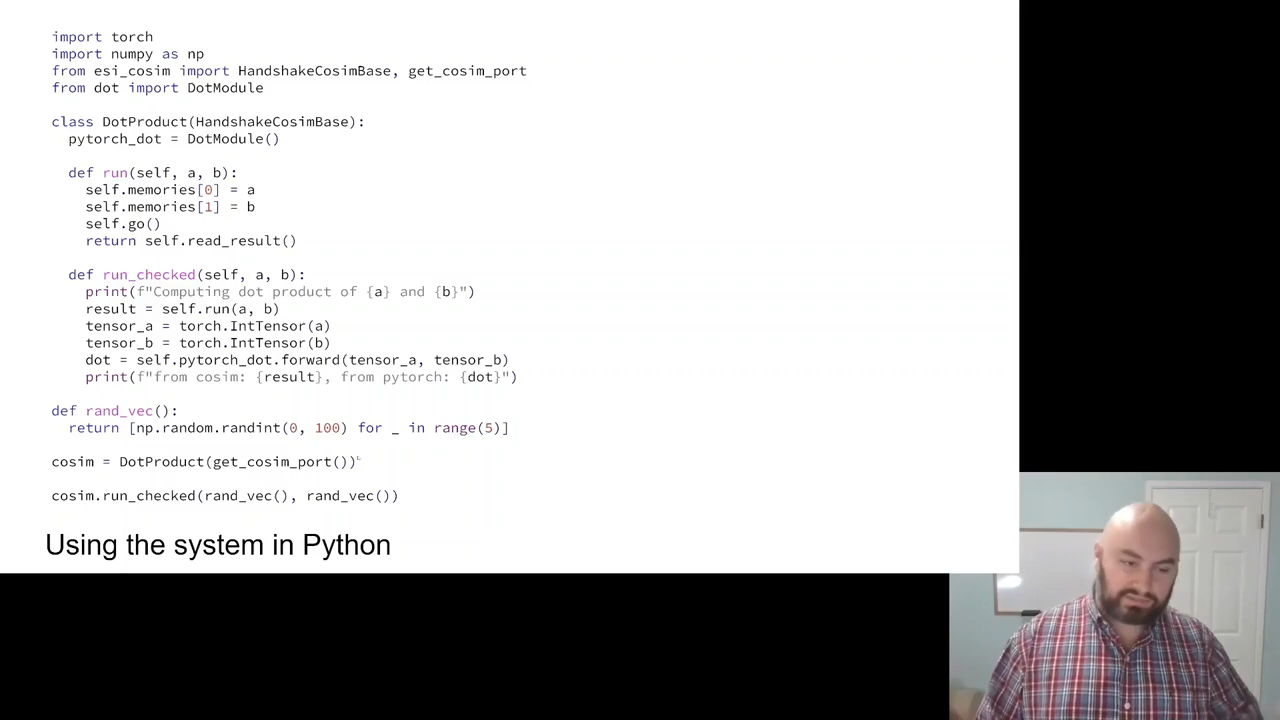 import torch
import numpy as np
from esi_cosim import HandshakeCosimBase, get_cosim_port
from dot import DotModule
class DotProduct(HandshakeCosimBase):
pytorch_dot = DotModule()
def run(self, a, b):
self.memories[0] = a
self.memories[1] = b
self.go()
return self.read_result()
def run_checked(self, a, b):
print(f"Computing dot product of {a} and {b}")
result = self.run(a, b)
tensor_a = torch.IntTensor(a)
tensor_b = torch.IntTensor(b)
dot = self.pytorch_dot.forward(tensor_a, tensor_b)
print(f"from cosim: {result}, from pytorch: {dot}")
def rand_vec():
return [np.random.randint(0, 100) for _ in range(5)]
cosim = DotProduct(get_cosim_port())
cosim.run_checked(rand_vec(), rand_vec())
Using the system in Python